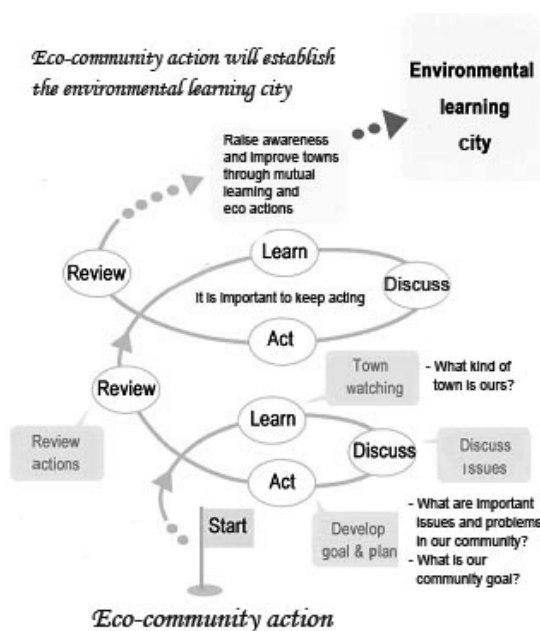 Eco-community action will establish
the environmental learning city
Environmental
learning
city
Raise awareness
and improve towns
through mutual
learning and
eco actions
Learn
Review
Discuss
It is important to keep acting
Act
Town
watching
- What kind of
town is ours?
Review
Learn
Review
actions
Discuss
Discuss
issues
Act
Start
Develop
goal & plan
- What are important
issues and problems
in our community?
- What is our
community goal?
Eco-community action